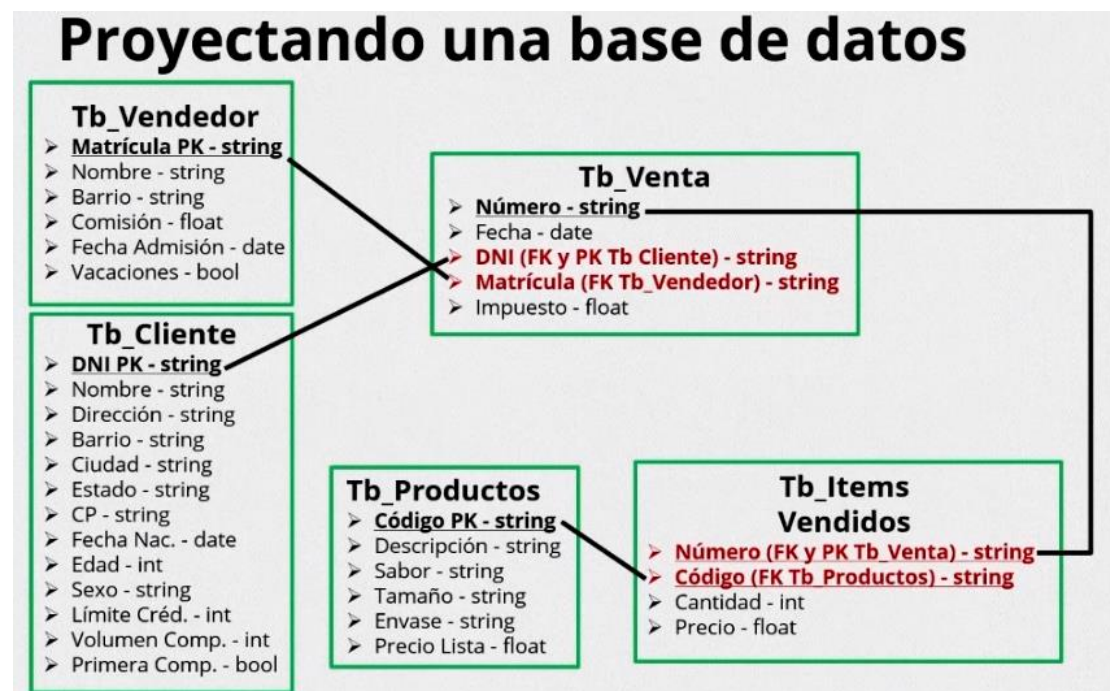 Proyectando una base de datos
Tb_Vendedor
➢ Matrícula PK - string
➢ Nombre - string
➢ Barrio - string
➢ Comisión - float
➢ Fecha Admisión - date
➢ Vacaciones - bool
Tb_Cliente
➢ DNI PK - string
➢ Nombre - string
➢ Dirección - string
➢ Barrio - string
➢ Ciudad - string
➢ Estado - string
➢ CP - string
➢ Fecha Nac. - date
➢ Edad - int
➢ Sexo - string
➢ Límite Créd. - int
➢ Volumen Comp. - int
➢ Primera Comp. - bool
Tb_Venta
➢ Número - string
➢ Fecha - date
➢ DNI (FK y PK Tb Cliente) - string
➢ Matrícula (FK Tb_Vendedor) - string
➢ Impuesto - float
Tb_Productos
➢ Código PK - string
➢ Descripción - string
➢ Sabor - string
➢ Tamaño - string
➢ Envase - string
➢ Precio Lista - float
Tb_Items
Vendidos
➢ Número (FK y PK Tb_Venta) - string
➢ Código (FK Tb_Productos) - string
➢ Cantidad - int
➢ Precio - float